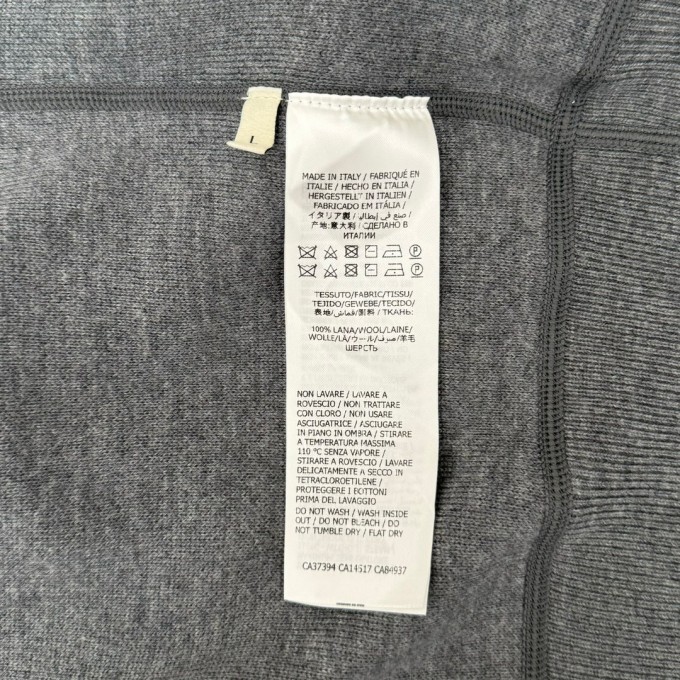 L
MADE IN ITALY / FABRIQUÉ EN
ITALIE / HECHO EN ITALIA /
HERGESTELLT IN ITALIEN /
FABRICADO EM ITÁLIA /
イタリア製 / صنع في إيطاليا /
产地:意大利 / СДЕЛАНО В
ИТАЛИИ
P
P
TESSUTO/FABRIC/TISSU/
TEJIDO/GEWEBE/TECIDO/
表地/قماش/面料 / ТКАНЬ:
100% LANA/WOOL/LAINE/
WOLLE/LÃ/ウール/صرف/羊毛
ШЕРСТЬ
NON LAVARE / LAVARE A
ROVESCIO / NON TRATTARE
CON CLORO / NON USARE
ASCIUGATRICE / ASCIUGARE
IN PIANO IN OMBRA / STIRARE
A TEMPERATURA MASSIMA
110 °C SENZA VAPORE /
STIRARE A ROVESCIO / LAVARE
DELICATAMENTE A SECCO IN
TETRACLOROETILENE /
PROTEGGERE I BOTTONI
PRIMA DEL LAVAGGIO
DO NOT WASH / WASH INSIDE
OUT / DO NOT BLEACH / DO
NOT TUMBLE DRY / FLAT DRY
CA37394 CA14517 CA84937